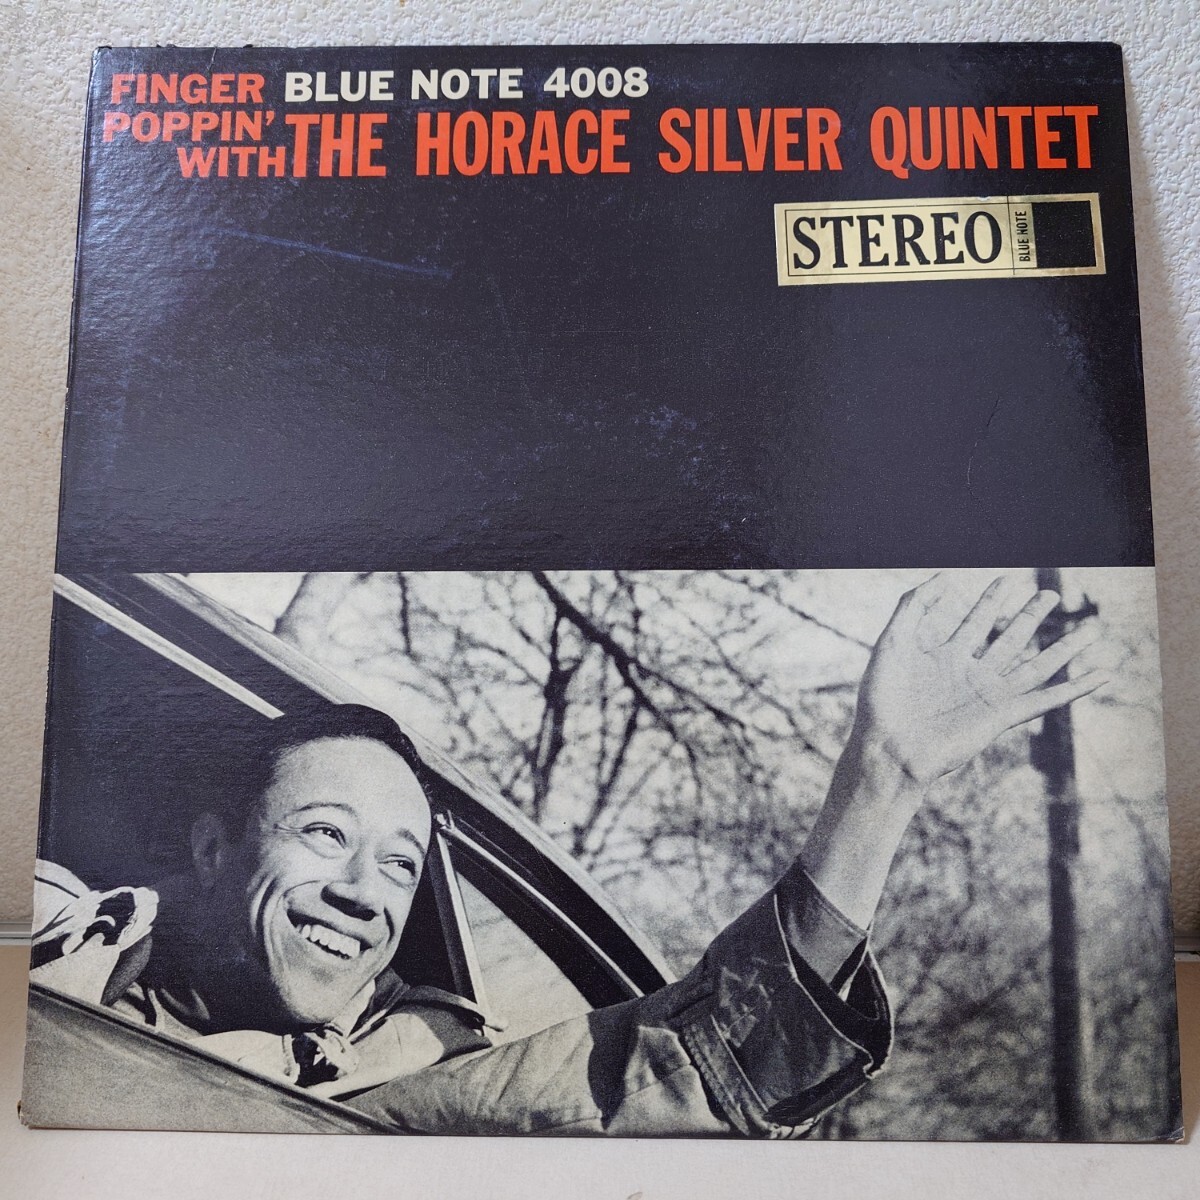 FINGER BLUE NOTE 4008
POPPIN' THE HORACE SILVER QUINTET
WITH
STEREO
BLUE NOTE